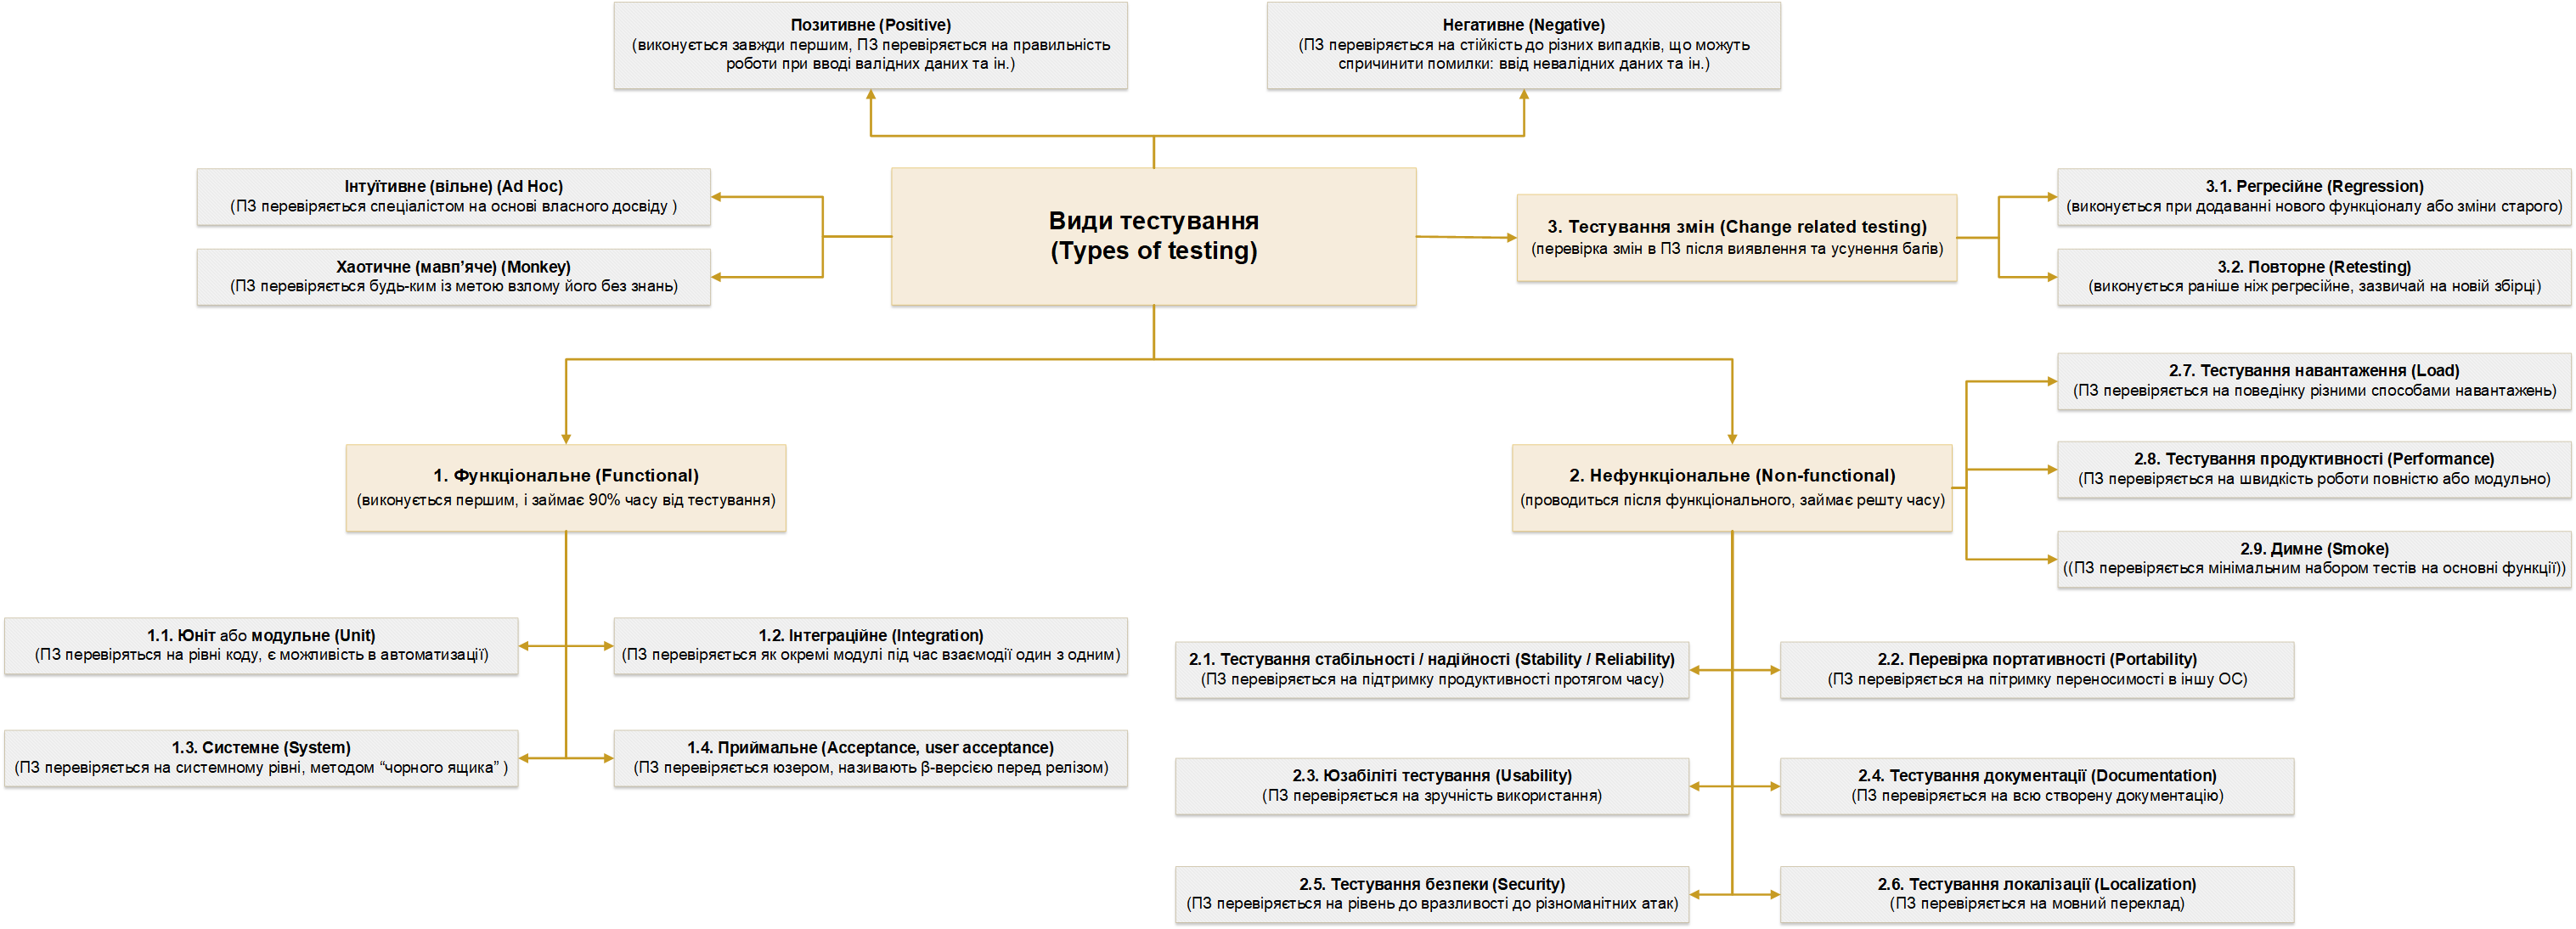 Позитивне (Positive)
(виконується завжди першим, ПЗ перевіряється на правильність
роботи при вводі валідних даних та ін.)
Негативне (Negative)
(ПЗ перевіряється на стійкість до різних випадків, що можуть
спричинити помилки: ввід невалідних даних та ін.)
Інтуїтивне (вільне) (Ad Hoc)
(ПЗ перевіряється спеціалістом на основі власного досвіду )
Хаотичне (мавп’яче) (Monkey)
(ПЗ перевіряється будь-ким із метою взлому його без знань)
Види тестування
(Types of testing)
3. Тестування змін (Change related testing)
(перевірка змін в ПЗ після виявлення та усунення багів)
3.1. Регресійне (Regression)
(виконується при додаванні нового функціоналу або зміни старого)
3.2. Повторне (Retesting)
(виконується раніше ніж регресійне, зазвичай на новій збірці)
1. Функціональне (Functional)
(виконується першим, і займає 90% часу від тестування)
2. Нефункціональне (Non-functional)
(проводиться після функціонального, займає решту часу)
2.7. Тестування навантаження (Load)
(ПЗ перевіряється на поведінку різними способами навантажень)
2.8. Тестування продуктивності (Performance)
(ПЗ перевіряється на швидкість роботи повністю або модульно)
2.9. Димне (Smoke)
((ПЗ перевіряється мінімальним набором тестів на основні функції))
1.1. Юніт або модульне (Unit)
(ПЗ перевіряться на рівні коду, є можливість в автоматизації)
1.2. Інтеграційне (Integration)
(ПЗ перевіряється як окремі модулі під час взаємодії один з одним)
1.3. Системне (System)
(ПЗ перевіряється на системному рівні, методом “чорного ящика” )
1.4. Приймальне (Acceptance, user acceptance)
(ПЗ перевіряється юзером, називають β-версією перед релізом)
2.1. Тестування стабільності / надійності (Stability / Reliability)
(ПЗ перевіряється на підтримку продуктивності протягом часу)
2.2. Перевірка портативності (Portability)
(ПЗ перевіряється на пітримку переносимості в іншу ОС)
2.3. Юзабіліті тестування (Usability)
(ПЗ перевіряється на зручність використання)
2.4. Тестування документації (Documentation)
(ПЗ перевіряється на всю створену документацію)
2.5. Тестування безпеки (Security)
(ПЗ перевіряється на рівень до вразливості до різноманітних атак)
2.6. Тестування локалізації (Localization)
(ПЗ перевіряється на мовний переклад)